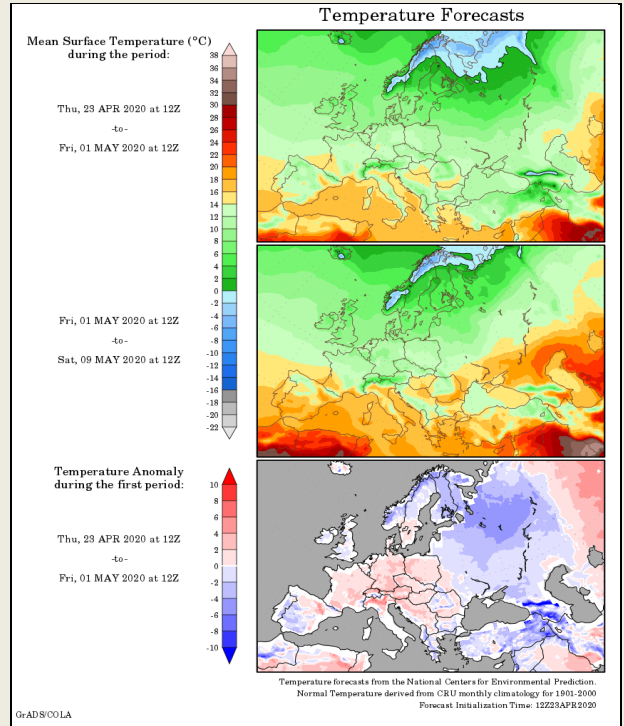 Temperature Forecasts
Mean Surface Temperature (°C)
during the period:
Thu, 23 APR 2020 at 12Z
-to-
Fri, 01 MAY 2020 at 12Z
38
36
34
32
30
28
26
24
22
20
18
16
14
12
10
8
6
4
2
0
-2
-4
-6
-8
-10
-12
-14
-16
-18
-20
-22
Fri, 01 MAY 2020 at 12Z
-to-
Sat, 09 MAY 2020 at 12Z
Temperature Anomaly
during the first period:
Thu, 23 APR 2020 at 12Z
-to-
Fri, 01 MAY 2020 at 12Z
10
8
6
4
2
0
-2
-4
-6
-8
-10
Temperature forecasts from the National Centers for Environmental Prediction.
Normal Temperature derived from CRU monthly climatology for 1901-2000
Forecast Initialization Time: 12Z23APR2020
GrADS/COLA